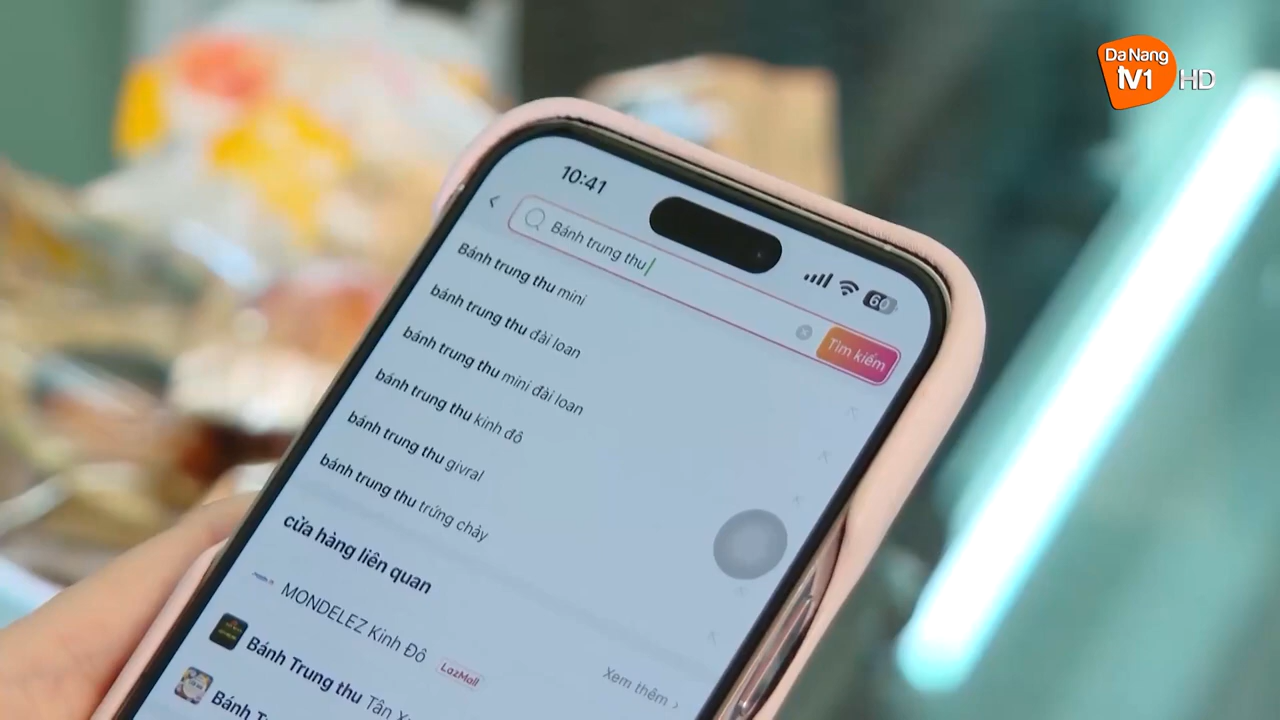 Da Nang
TV1 HD
10:41
60
Bánh trung thu
Tìm kiếm
Bánh trung thu mini
bánh trung thu đài loan
bánh trung thu mini đài loan
bánh trung thu kinh đô
bánh trung thu givral
bánh trung thu trứng chảy
cửa hàng liên quan
Xem thêm
MONDELEZ Kinh Đô LazMall
Bánh Trung thu Tân
Bánh